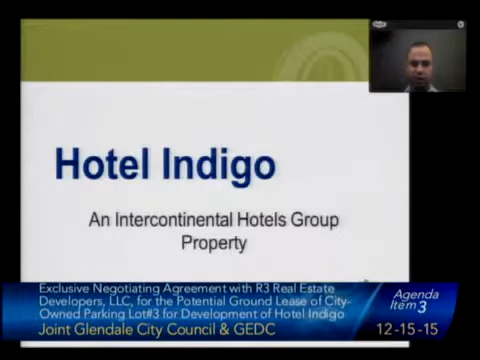 Hotel Indigo
An Intercontinental Hotels Group
Property
Exclusive Negotiating Agreement with R3 Real Estate
Developers, LLC, for the Potential Ground Lease of City-
Owned Parking Lot#3 for Development of Hotel Indigo
Joint Glendale City Council & GEDC
Agenda
Item 3
12-15-15